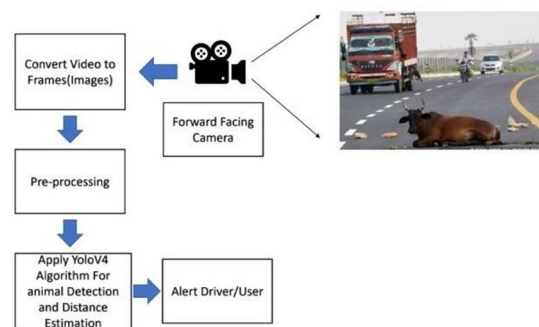 Convert Video to
Frames(Images)
Forward Facing
Camera
Pre-processing
Apply YoloV4
Algorithm For
animal Detection
and Distance
Estimation
Alert Driver/User